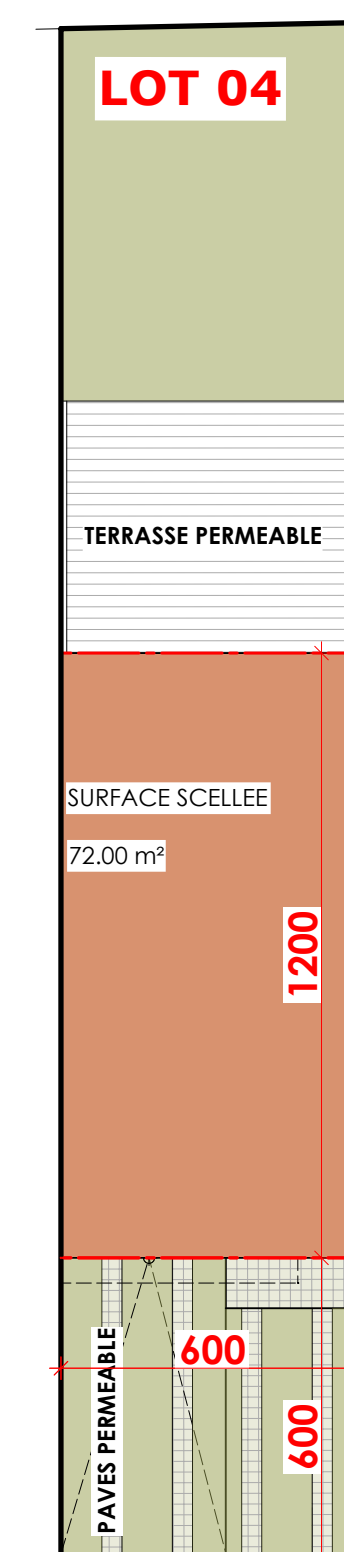 LOT 04
TERRASSE PERMEABLE
SURFACE SCELLEE
72.00 m²
1200
600
PAVES PERMEABLE
600